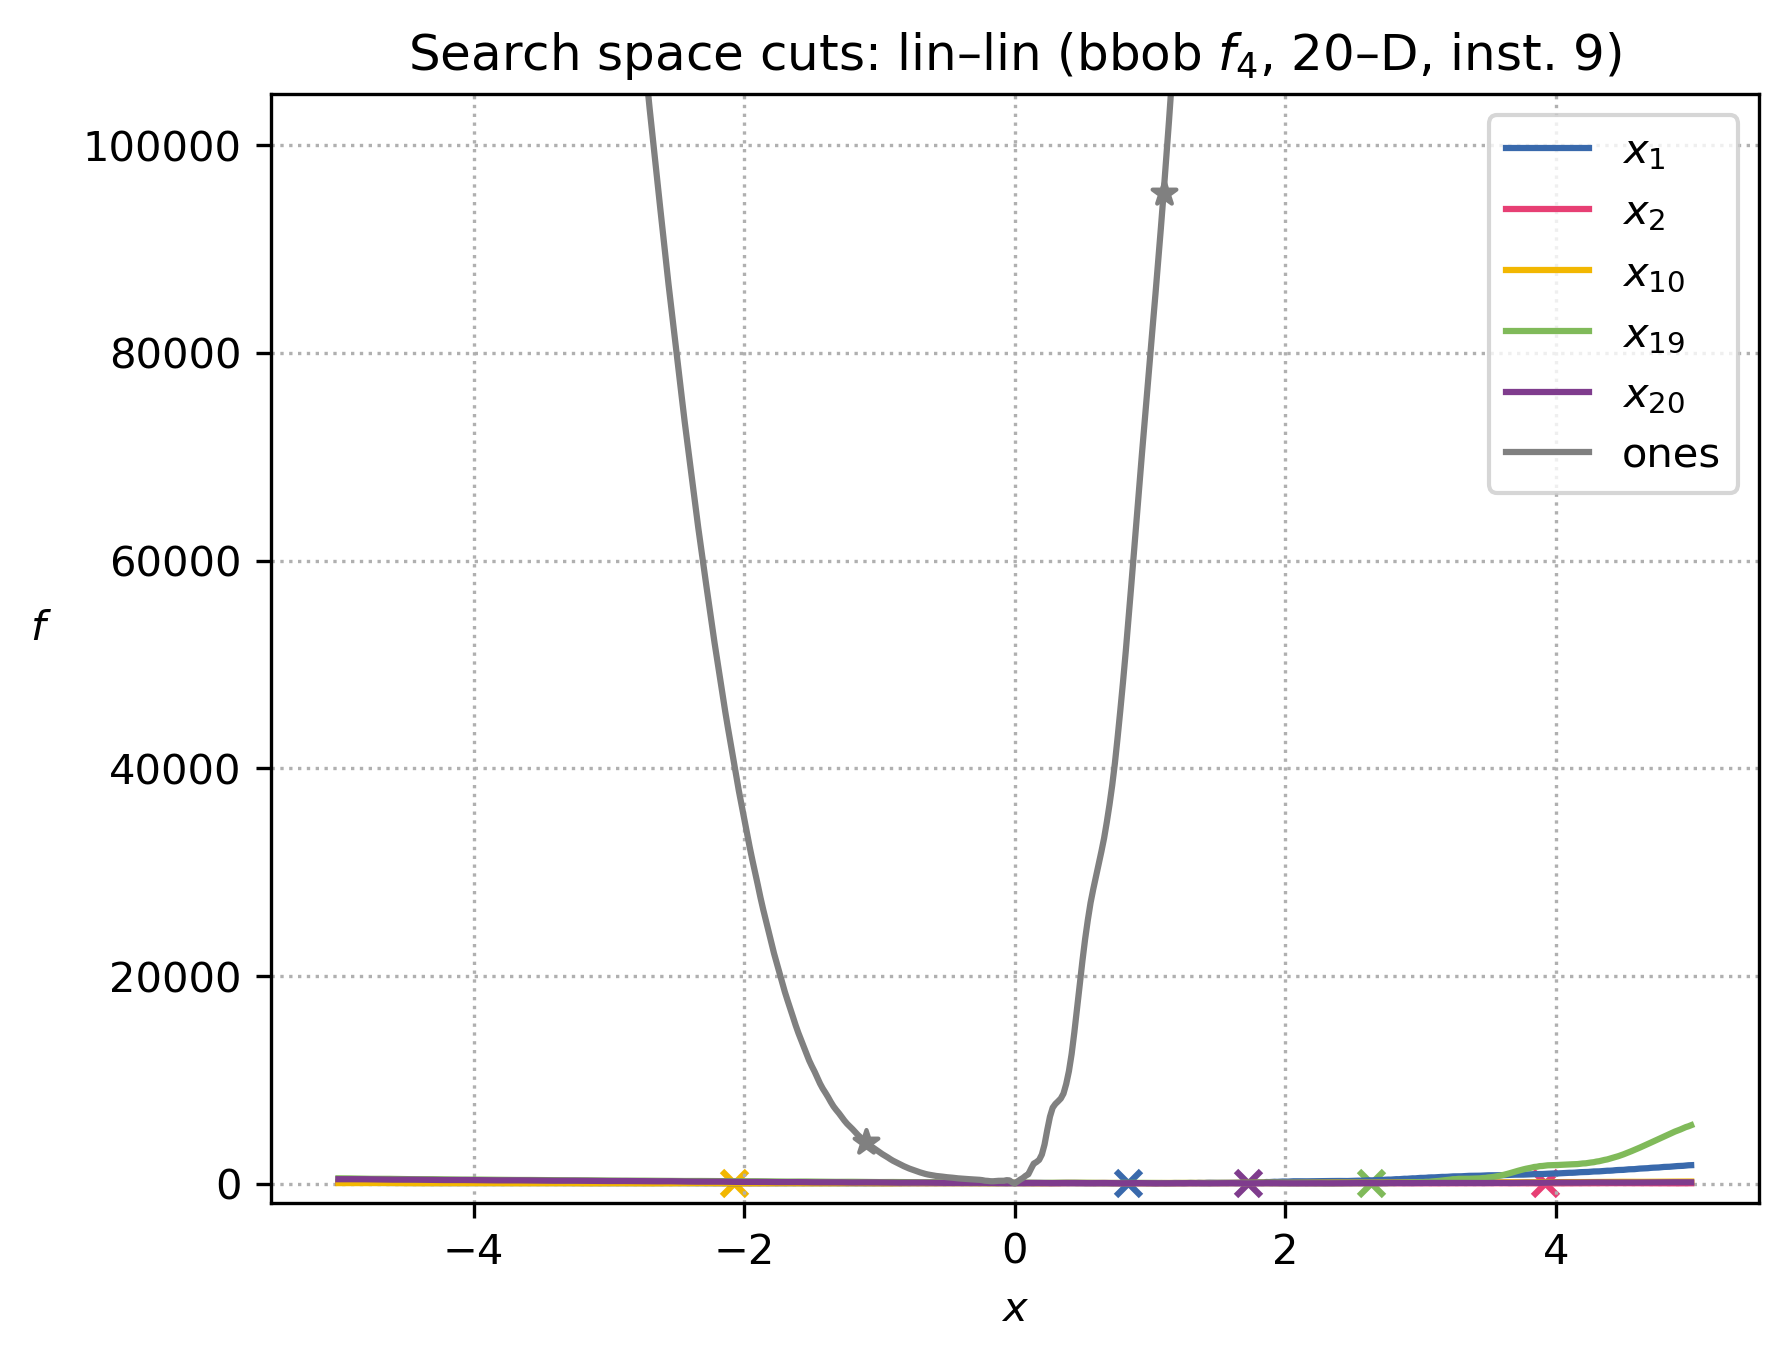 Search space cuts: lin–lin (bbob f₄, 20–D, inst. 9)
100000
80000
60000
40000
20000
0
f
−4
−2
0
2
4
x
x₁
x₂
x₁₀
x₁₉
x₂₀
ones